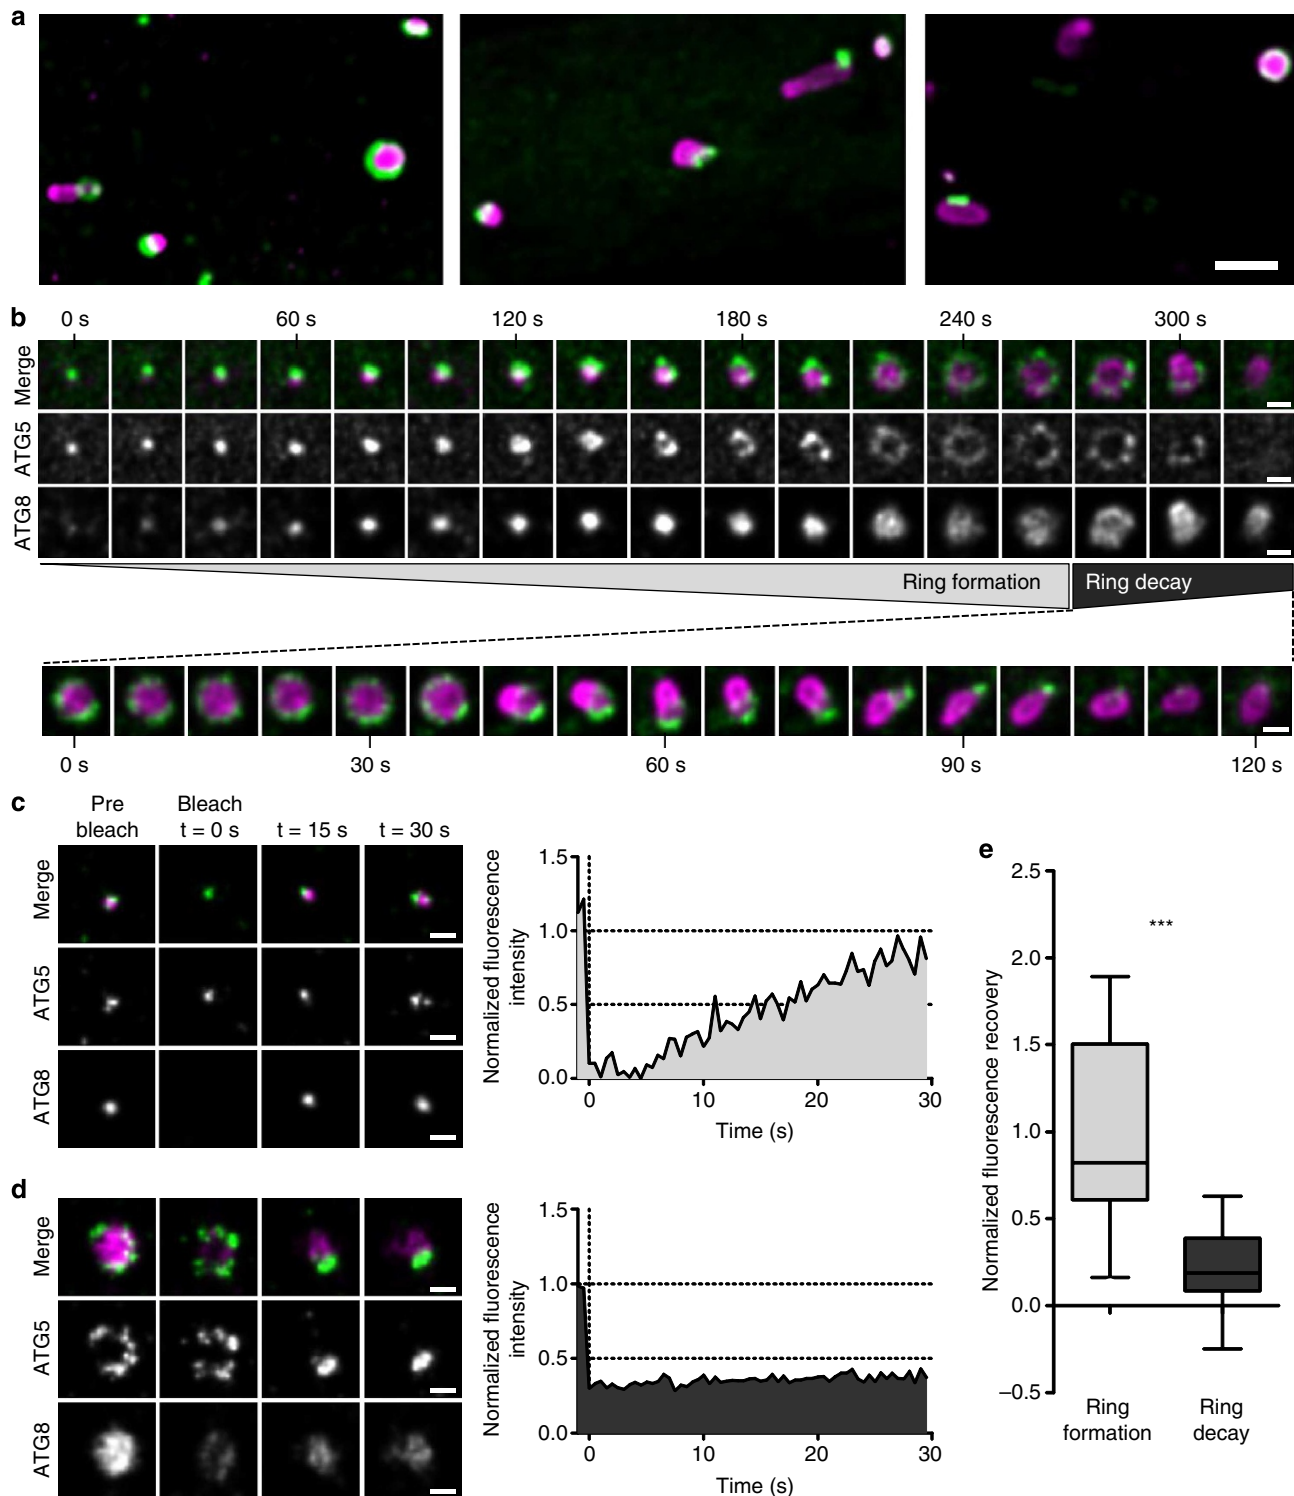 a
b
0 s 60 s 120 s 180 s 240 s 300 s
Merge
ATG5
ATG8
Ring formation Ring decay
0 s 30 s 60 s 90 s 120 s
c
Pre
bleach
Bleach
t = 0 s
t = 15 s
t = 30 s
Merge
ATG5
ATG8
Normalized fluorescence
intensity
1.5
1.0
0.5
0.0
0 10 20 30
Time (s)
d
Merge
ATG5
ATG8
Normalized fluorescence
intensity
1.5
1.0
0.5
0.0
0 10 20 30
Time (s)
e
Normalized fluorescence recovery
2.5
2.0
1.5
1.0
0.5
0.0
−0.5
***
Ring
formation
Ring
decay